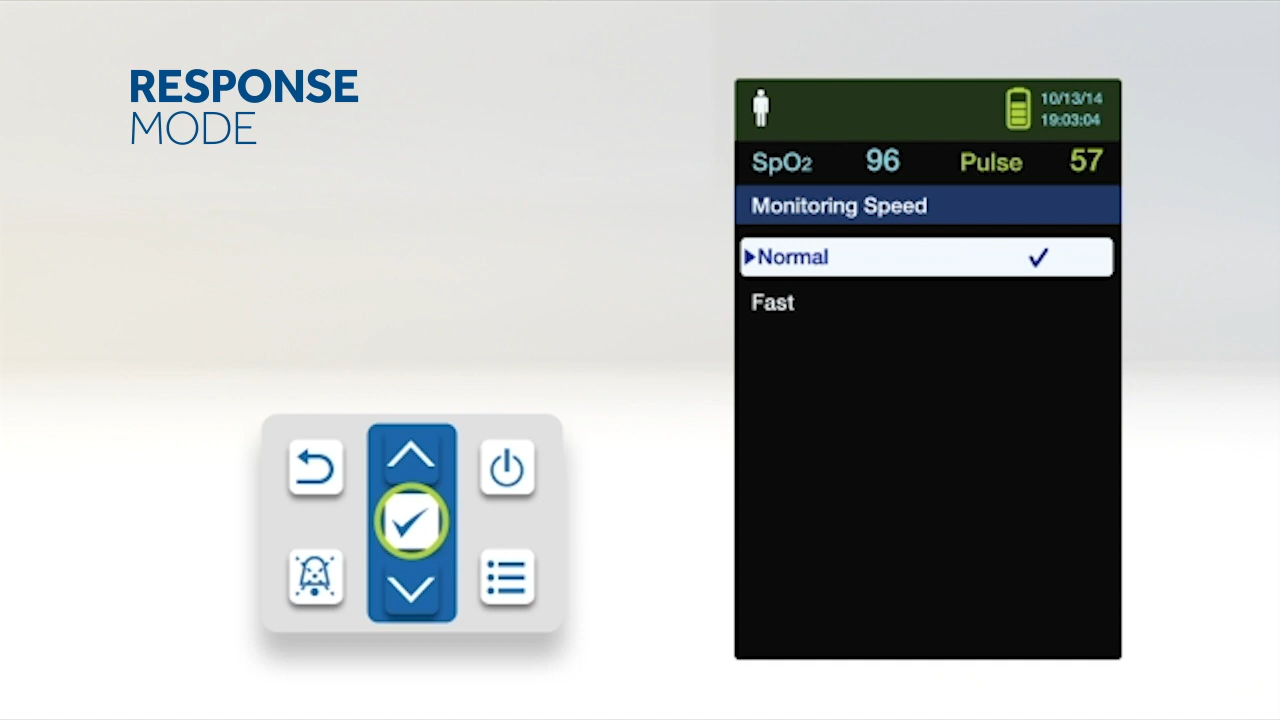 RESPONSE
MODE
10/13/14
19:03:04
SpO2 96 Pulse 57
Monitoring Speed
Normal
Fast